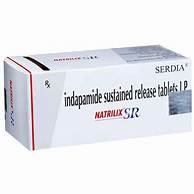 SERDIA
Rx
indapamide sustained release tablets I.P.
NATRILIX SR